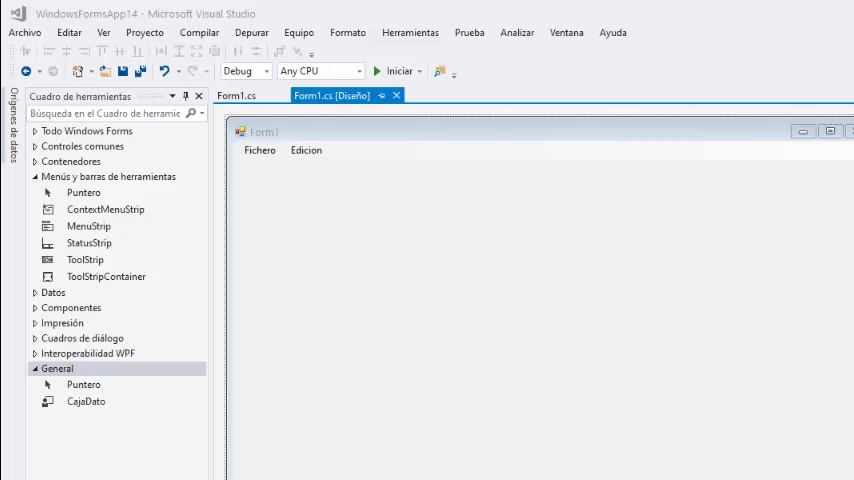 WindowsFormsApp14 - Microsoft Visual Studio
Archivo Editar Ver Proyecto Compilar Depurar Equipo Formato Herramientas Prueba Analizar Ventana Ayuda
Debug Any CPU Iniciar
Orígenes de datos
Cuadro de herramientas
Form1.cs Form1.cs [Diseño]
Búsqueda en el Cuadro de herramie
Todo Windows Forms
Controles comunes
Contenedores
Menús y barras de herramientas
Puntero
ContextMenuStrip
MenuStrip
StatusStrip
ToolStrip
ToolStripContainer
Datos
Componentes
Impresión
Cuadros de diálogo
Interoperabilidad WPF
General
Puntero
CajaDato
Form1
Fichero Edicion